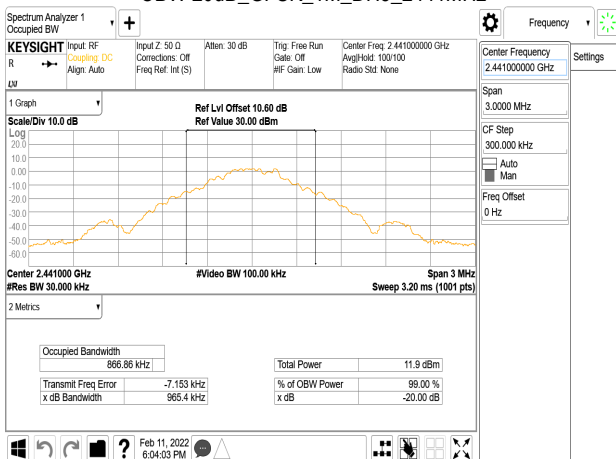 Spectrum Analyzer 1
Occupied BW
Frequency
KEYSIGHT
R
LXI
Input: RF
Coupling: DC
Align: Auto
Input Z: 50 Ω
Corrections: Off
Freq Ref: Int (S)
Atten: 30 dB
Trig: Free Run
Gate: Off
#IF Gain: Low
Center Freq: 2.441000000 GHz
Avg|Hold: 100/100
Radio Std: None
Center Frequency
2.441000000 GHz
Settings
Span
3.0000 MHz
CF Step
300.000 kHz
Auto
Man
Freq Offset
0 Hz
1 Graph
Scale/Div 10.0 dB
Ref Lvl Offset 10.60 dB
Ref Value 30.00 dBm
Log
20.0
10.0
0.00
-10.0
-20.0
-30.0
-40.0
-50.0
-60.0
Center 2.441000 GHz
#Res BW 30.000 kHz
#Video BW 100.00 kHz
Span 3 MHz
Sweep 3.20 ms (1001 pts)
2 Metrics
Occupied Bandwidth
866.86 kHz
Total Power 11.9 dBm
Transmit Freq Error -7.153 kHz
% of OBW Power 99.00 %
x dB Bandwidth 965.4 kHz
x dB -20.00 dB
?
Feb 11, 2022
6:04:03 PM